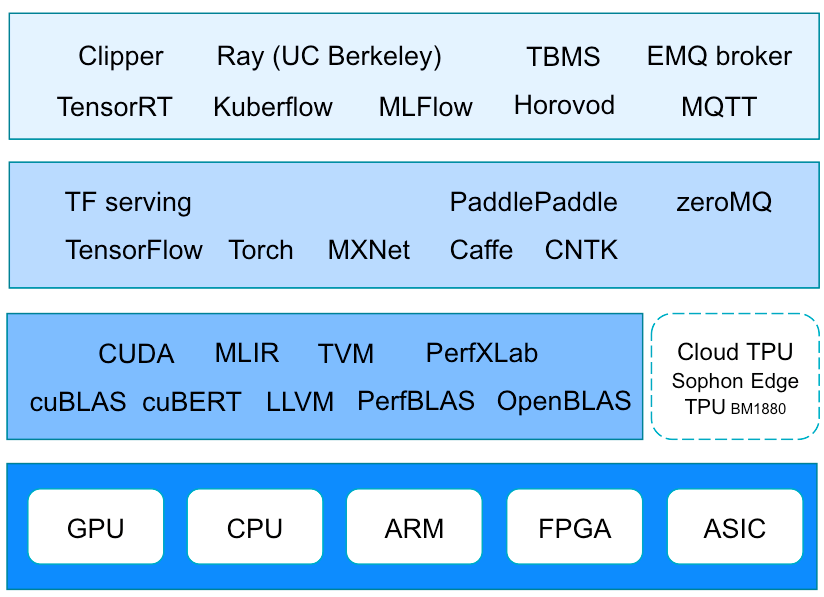 Clipper Ray (UC Berkeley) TBMS EMQ broker
TensorRT Kuberflow MLFlow Horovod MQTT
TF serving PaddlePaddle zeroMQ
TensorFlow Torch MXNet Caffe CNTK
CUDA MLIR TVM PerfXLab
cuBLAS cuBERT LLVM PerfBLAS OpenBLAS
Cloud TPU
Sophon Edge
TPU BM1880
GPU CPU ARM FPGA ASIC